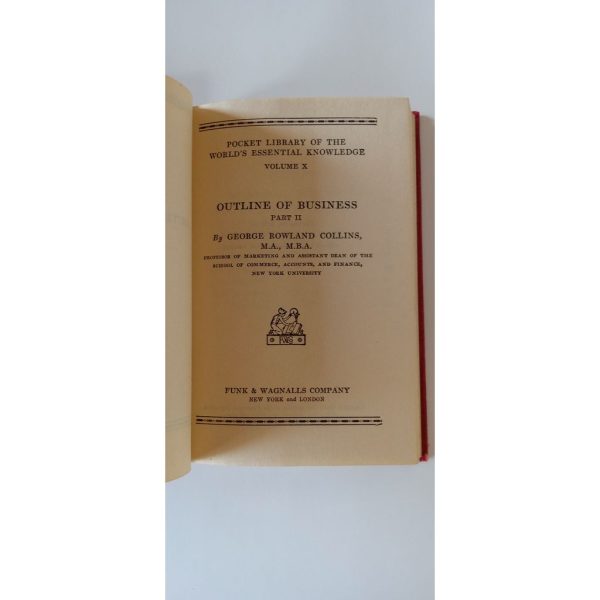 POCKET LIBRARY OF THE
WORLD'S ESSENTIAL KNOWLEDGE
VOLUME X
OUTLINE OF BUSINESS
PART II
By GEORGE ROWLAND COLLINS,
M.A., M.B.A.
PROFESSOR OF MARKETING AND ASSISTANT DEAN OF THE
SCHOOL OF COMMERCE, ACCOUNTS, AND FINANCE,
NEW YORK UNIVERSITY
FUNK & WAGNALLS COMPANY
NEW YORK and LONDON